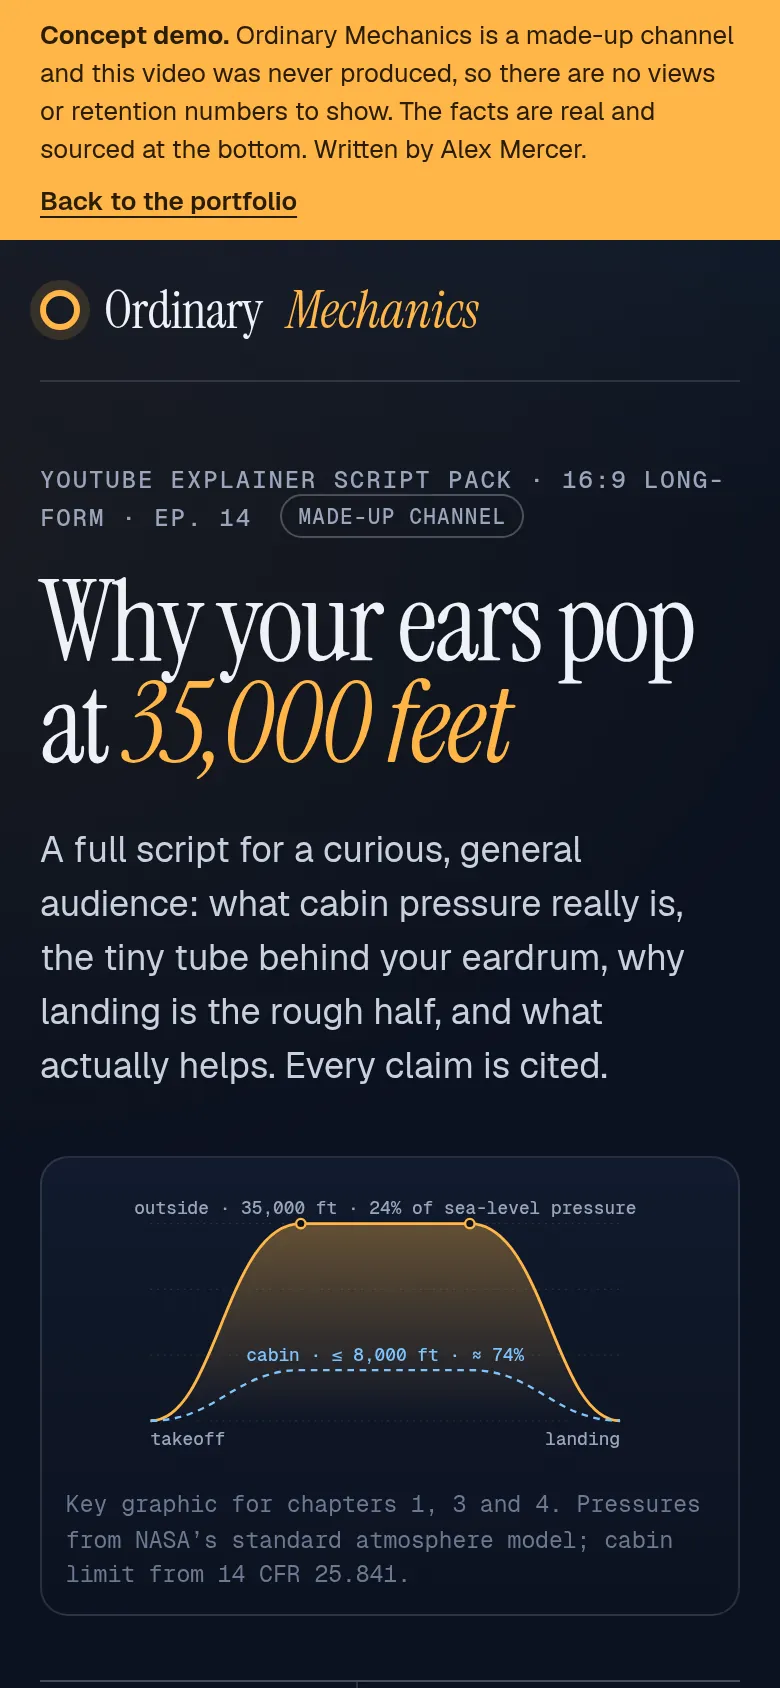 Concept demo. Ordinary Mechanics is a made-up channel
and this video was never produced, so there are no views
or retention numbers to show. The facts are real and
sourced at the bottom. Written by Alex Mercer.
Back to the portfolio
Ordinary Mechanics
YOUTUBE EXPLAINER SCRIPT PACK · 16:9 LONG-
FORM · EP. 14 MADE-UP CHANNEL
Why your ears pop
at 35,000 feet
A full script for a curious, general
audience: what cabin pressure really is,
the tiny tube behind your eardrum, why
landing is the rough half, and what
actually helps. Every claim is cited.
outside · 35,000 ft · 24% of sea-level pressure
cabin · ≤ 8,000 ft · ≈ 74%
takeoff landing
Key graphic for chapters 1, 3 and 4. Pressures
from NASA’s standard atmosphere model; cabin
limit from 14 CFR 25.841.